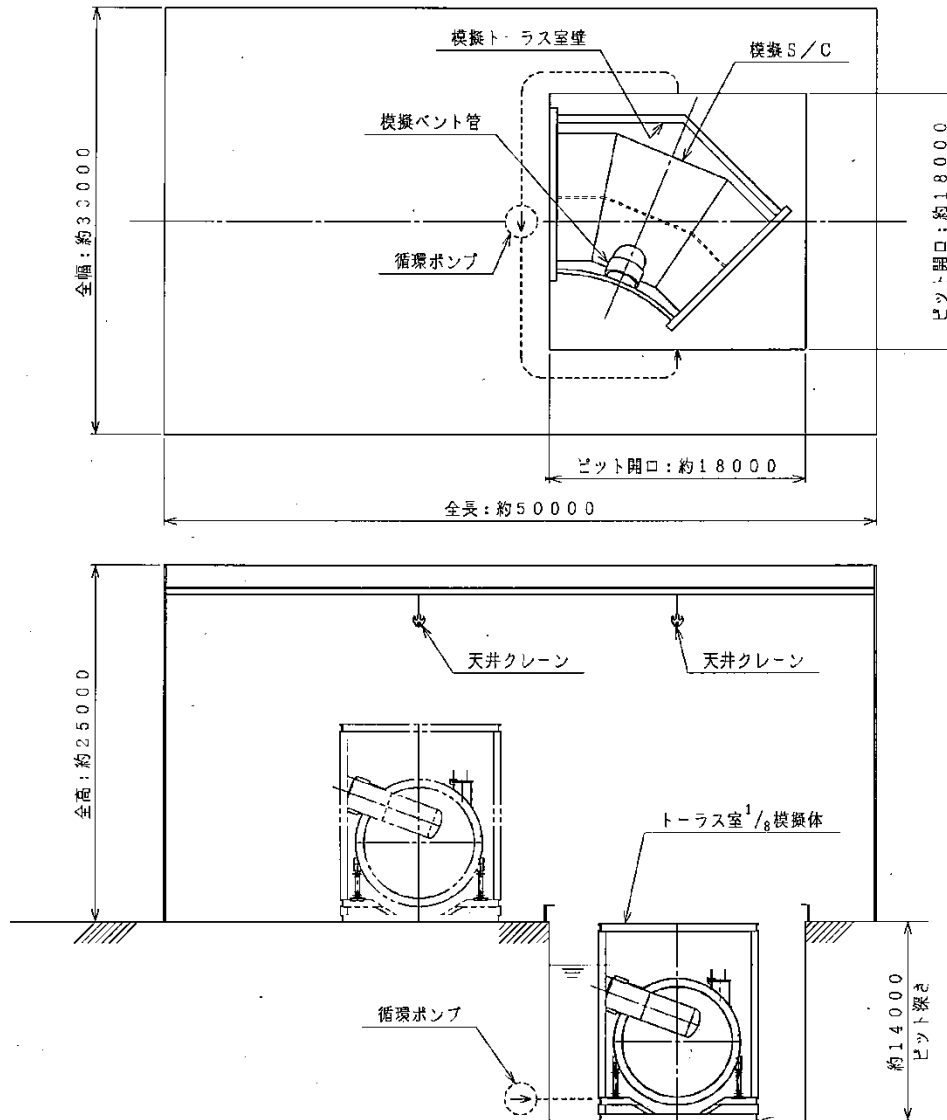 模擬トーラス室壁
模擬S/C
模擬ベント管
循環ポンプ
全幅:約30000
ピット開口:約18000
ピット開口:約18000
全長:約50000
天井クレーン
天井クレーン
全高:約25000
トーラス室1/8模擬体
循環ポンプ
約14000
ピット深さ